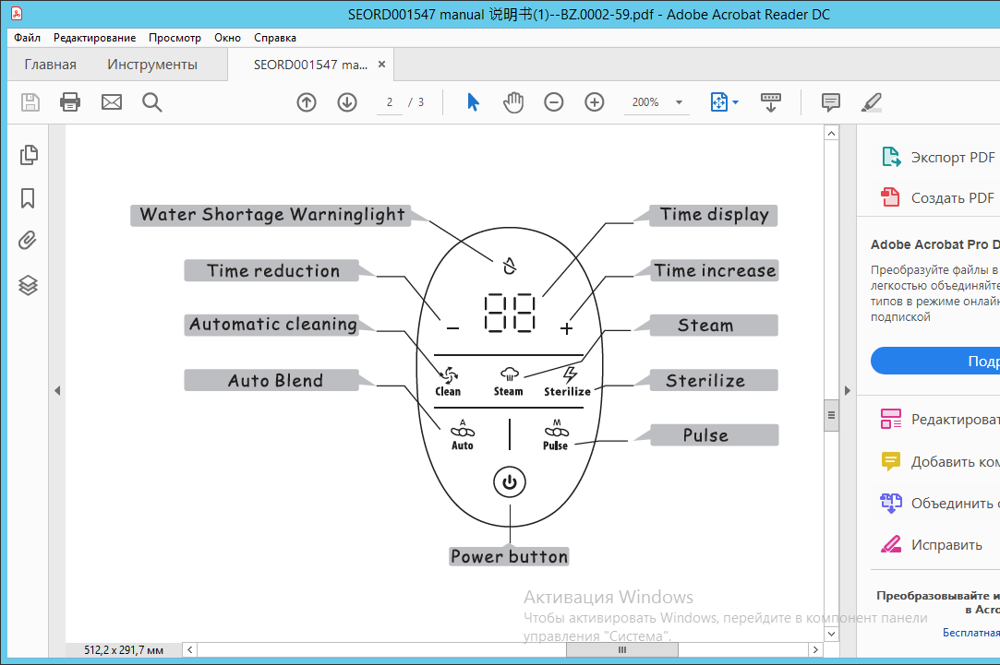 SEORD001547 manual 说明书(1)--BZ.0002-59.pdf - Adobe Acrobat Reader DC
Файл Редактирование Просмотр Окно Справка
Главная Инструменты SEORD001547 ma... ×
2 / 3 200%
Экспорт PDF
Создать PDF
Adobe Acrobat Pro D
Преобразуйте файлы в
легкостью объединяйте
типов в режиме онлайн
подпиской
Подр
Редактироват
Добавить ком
Объединить с
Исправить
Преобразовывайте и
в Acro
Бесплатная
Water Shortage Warninglight
Time display
Time reduction
Time increase
88
Automatic cleaning
Steam
Auto Blend
Sterilize
Clean Steam Sterilize
A M
Auto Pulse
Pulse
Power button
Активация Windows
Чтобы активировать Windows, перейдите в компонент панели
управления "Система".
512,2 x 291,7 мм